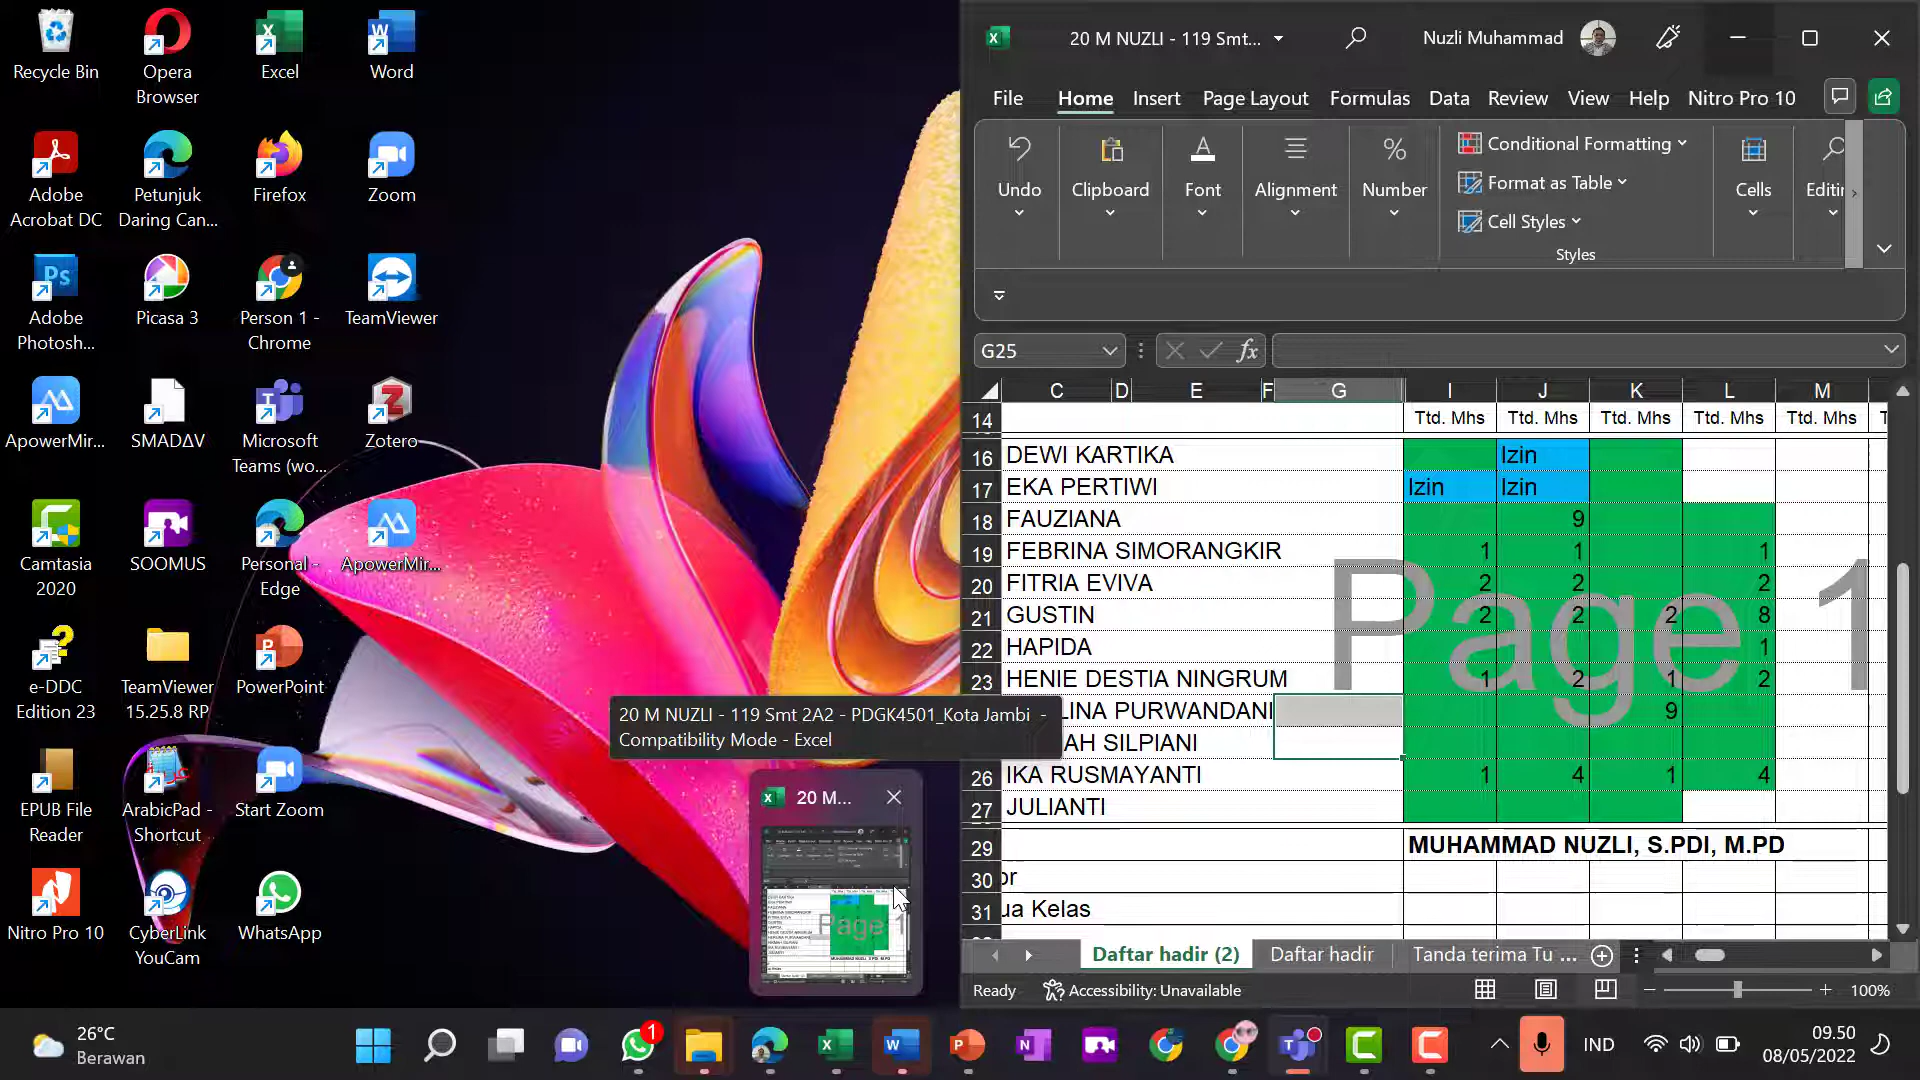 Recycle Bin
Opera
Browser
Excel
Word
Adobe
Acrobat DC
Petunjuk
Daring Can...
Firefox
Zoom
Adobe
Photosh...
Picasa 3
Person 1 -
Chrome
TeamViewer
ApowerMir...
SMADΔV
Microsoft
Teams (wo...
Zotero
Camtasia
2020
SOOMUS
Personal -
Edge
ApowerMir...
e-DDC
Edition 23
TeamViewer
15.25.8 RP
PowerPoint
EPUB File
Reader
ArabicPad -
Shortcut
Start Zoom
Nitro Pro 10
CyberLink
YouCam
WhatsApp
20 M NUZLI - 119 Smt 2A2 - PDGK4501_Kota Jambi -
Compatibility Mode - Excel
20 M...
20 M NUZLI - 119 Smt...
Nuzli Muhammad
File Home Insert Page Layout Formulas Data Review View Help Nitro Pro 10
Undo Clipboard Font Alignment Number
Conditional Formatting
Format as Table
Cell Styles
Styles
Cells
Editir
G25
fx
C D E F G I J K L M
14 Ttd. Mhs Ttd. Mhs Ttd. Mhs Ttd. Mhs Ttd. Mhs T
16 DEWI KARTIKA Izin
17 EKA PERTIWI Izin Izin
18 FAUZIANA 9
19 FEBRINA SIMORANGKIR 1 1 1
20 FITRIA EVIVA 2 2 2
21 GUSTIN 2 2 2 8
22 HAPIDA 1
23 HENIE DESTIA NINGRUM 1 2 1 2
LINA PURWANDANI 9
AH SILPIANI
26 IKA RUSMAYANTI 1 4 1 4
27 JULIANTI
Page 1
29 MUHAMMAD NUZLI, S.PDI, M.PD
30 or
31 ua Kelas
Daftar hadir (2) Daftar hadir Tanda terima Tu ...
Ready Accessibility: Unavailable 100%
26°C
Berawan
1
IND
09.50
08/05/2022